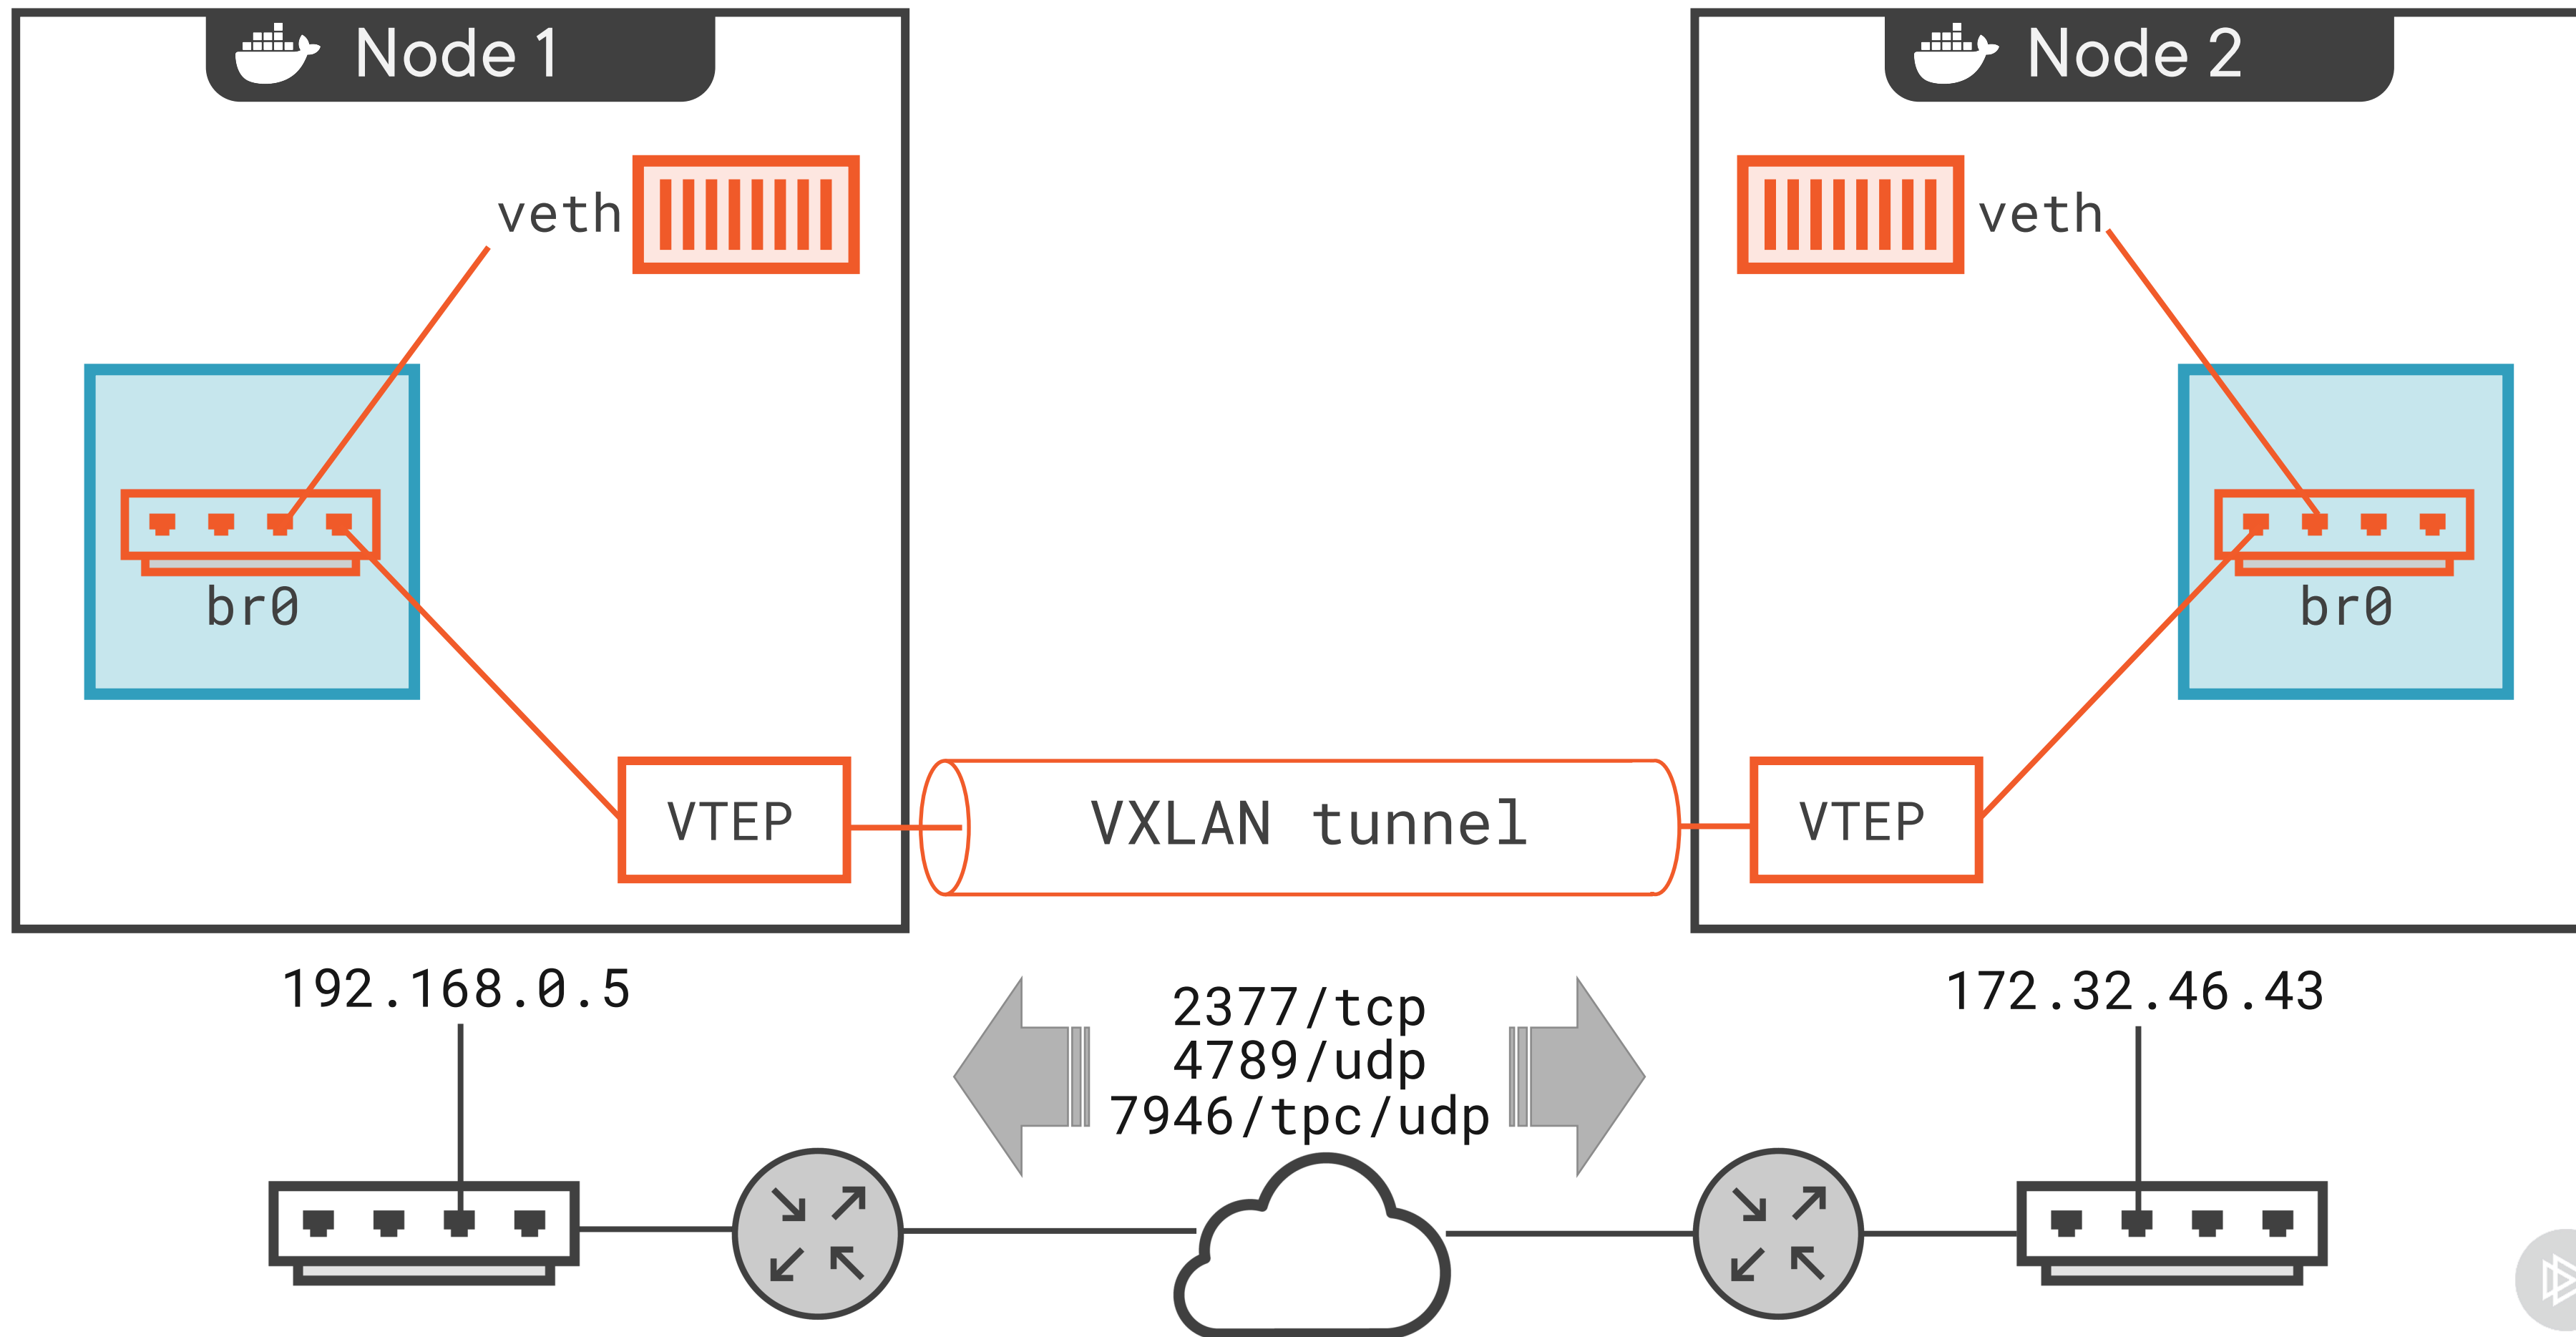 Node 1
Node 2
veth
veth
br0
br0
VTEP
VXLAN tunnel
VTEP
192.168.0.5
2377/tcp
4789/udp
7946/tpc/udp
172.32.46.43